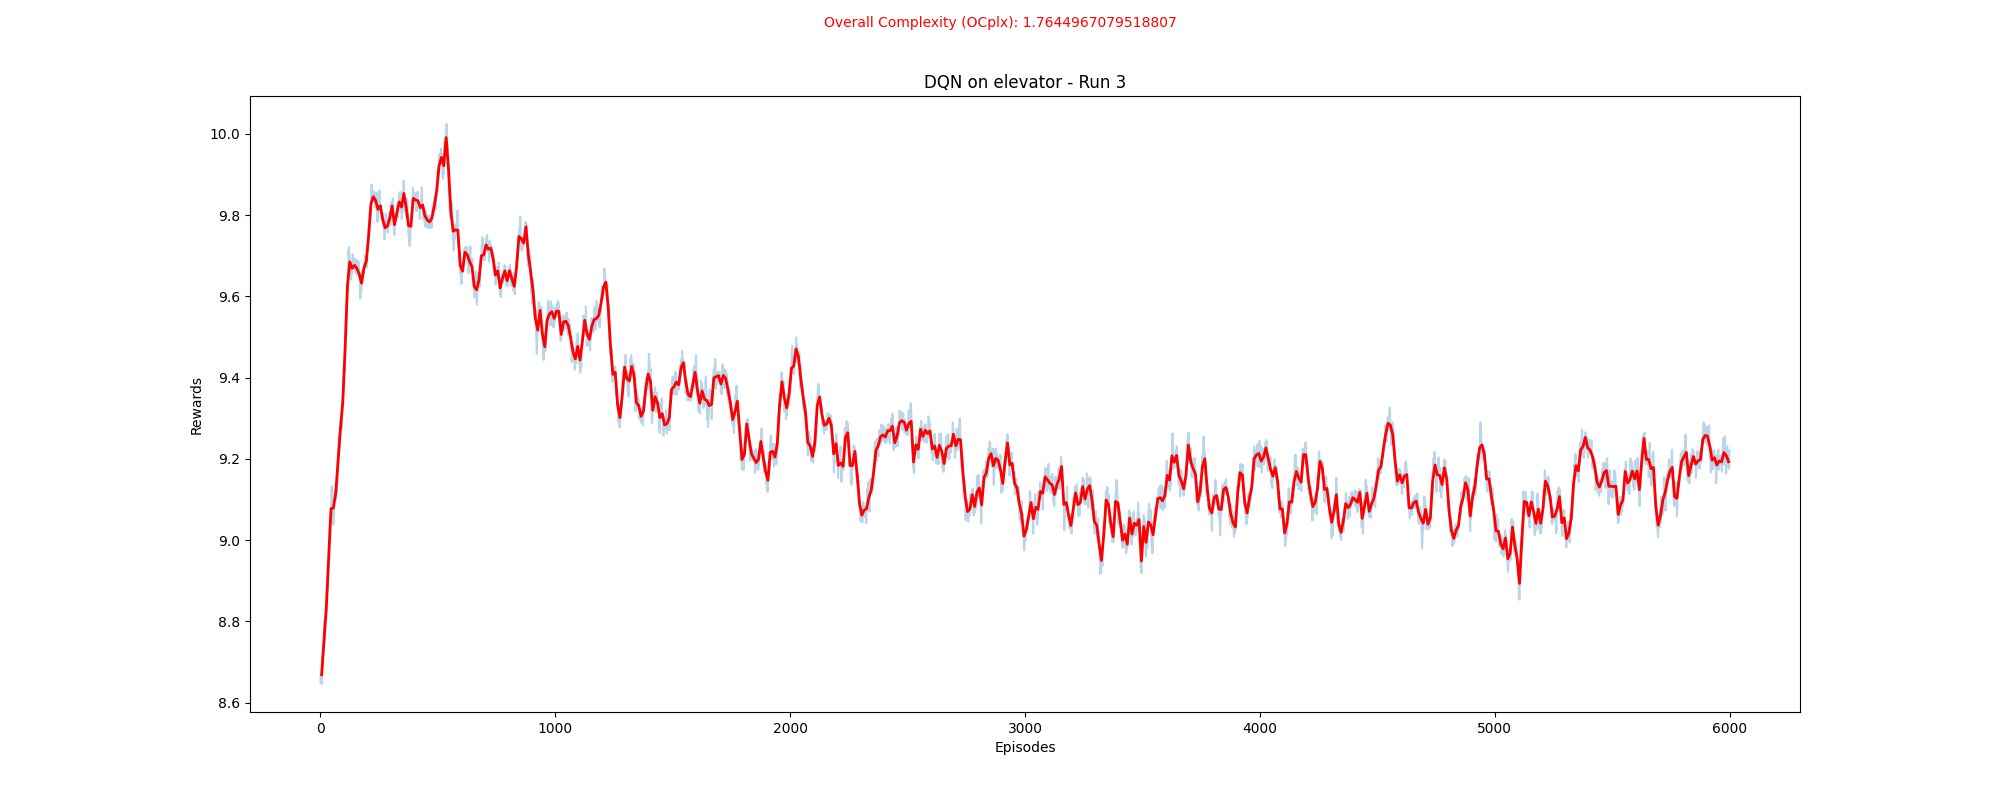 Overall Complexity (OCplx): 1.7644967079518807
DQN on elevator - Run 3
10.0
9.8
9.6
9.4
9.2
9.0
8.8
8.6
Rewards
0 1000 2000 3000 4000 5000 6000
Episodes